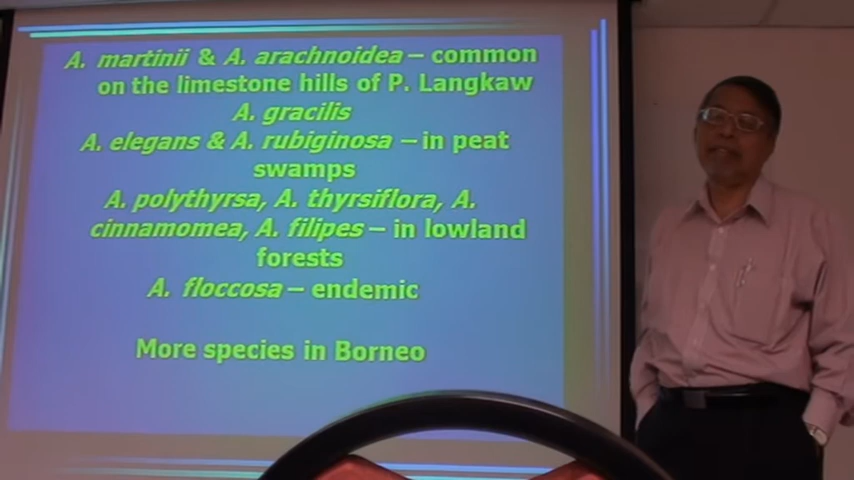 A. martinii & A. arachnoidea – common
on the limestone hills of P. Langkaw
A. gracilis
A. elegans & A. rubiginosa – in peat
swamps
A. polythyrsa, A. thyrsiflora, A.
cinnamomea, A. filipes – in lowland
forests
A. floccosa – endemic
More species in Borneo